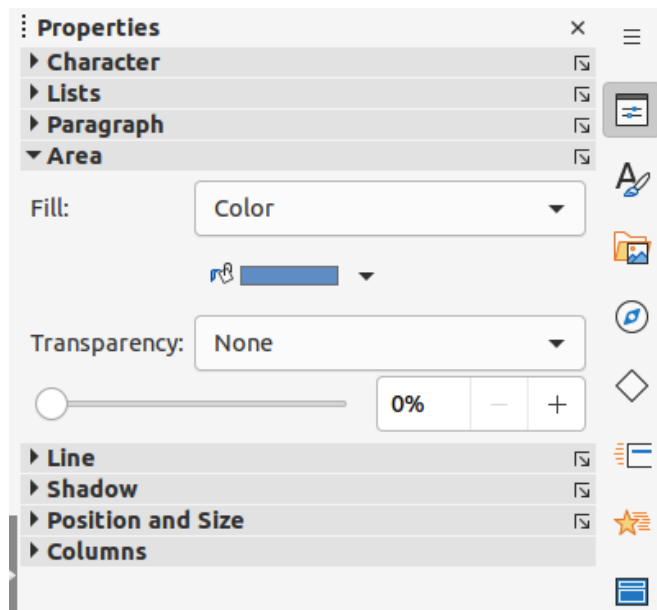 Properties
Character
Lists
Paragraph
Area
Fill: Color
Transparency: None
0%
Line
Shadow
Position and Size
Columns